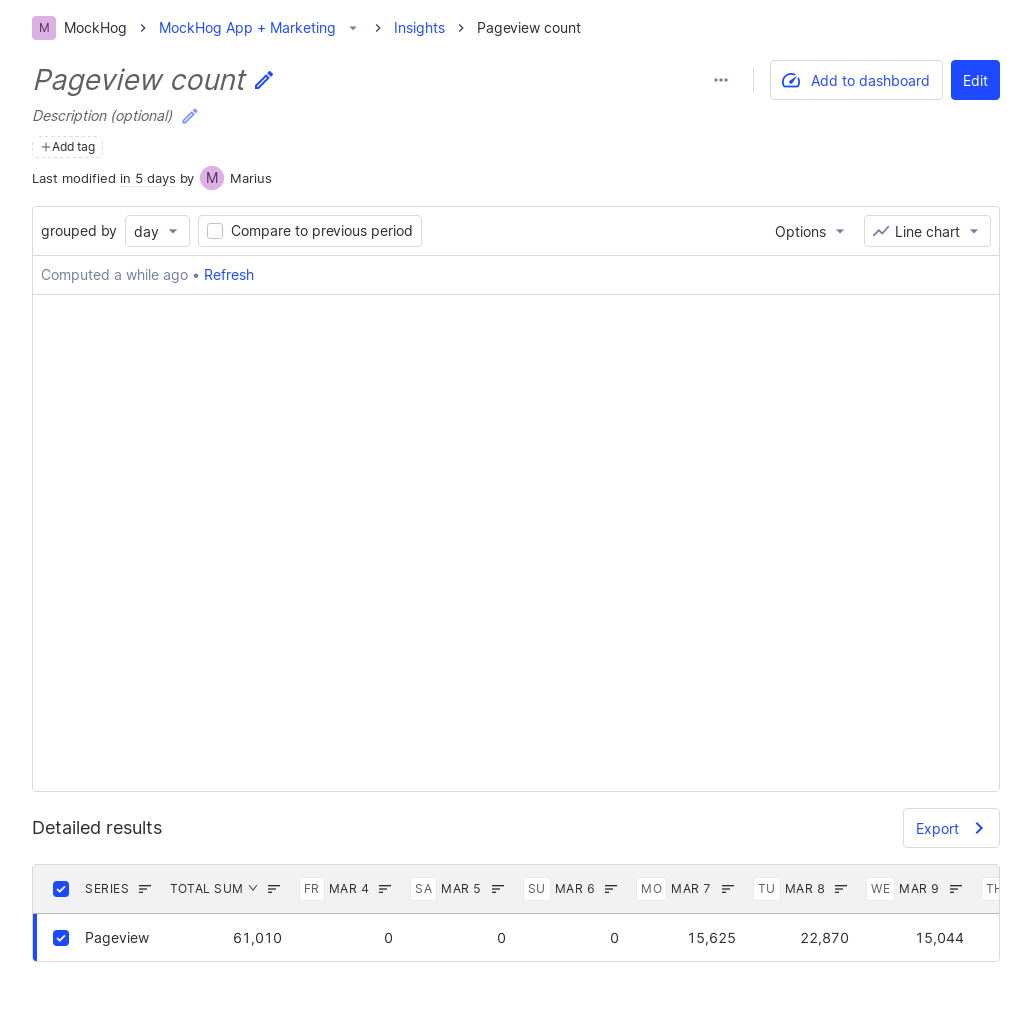 M MockHog MockHog App + Marketing Insights Pageview count
Pageview count
Add to dashboard Edit
Description (optional)
Add tag
Last modified in 5 days by M Marius
grouped by day Compare to previous period Options Line chart
Computed a while ago • Refresh
Detailed results Export
SERIES TOTAL SUM FR MAR 4 SA MAR 5 SU MAR 6 MO MAR 7 TU MAR 8 WE MAR 9 TH
Pageview 61,010 0 0 0 15,625 22,870 15,044